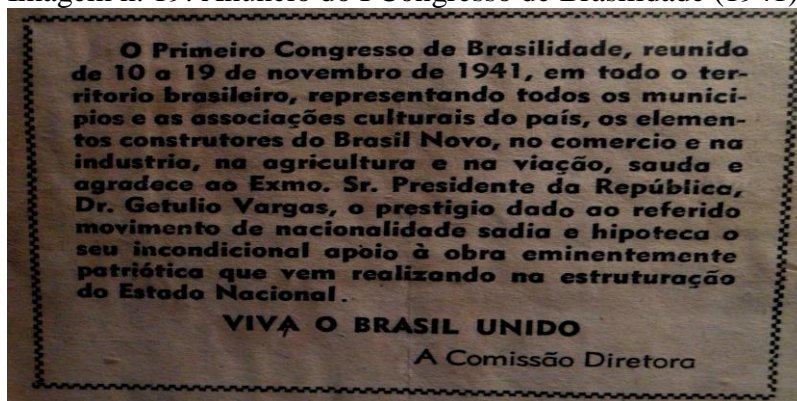 Imagem n. 19: Anúncio do I Congresso de Brasilidade (1941)
O Primeiro Congresso de Brasilidade, reunido
de 10 a 19 de novembro de 1941, em todo o ter-
ritorio brasileiro, representando todos os munici-
pios e as associações culturais do país, os elemen-
tos construtores do Brasil Novo, no comercio e na
industria, na agricultura e na viação, sauda e
agradece ao Exmo. Sr. Presidente da República,
Dr. Getulio Vargas, o prestigio dado ao referido
movimento de nacionalidade sadia e hipoteca o
seu incondicional apoio à obra eminentemente
patriótica que vem realizando na estruturação
do Estado Nacional.
VIVA O BRASIL UNIDO
A Comissão Diretora